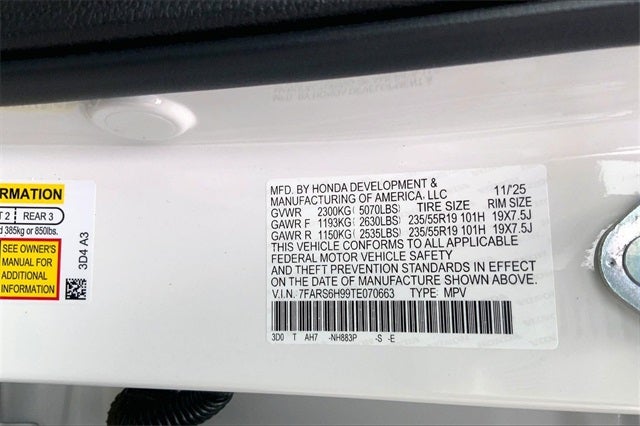 RMATION
T 2 REAR 3
d 385kg or 850lbs.
SEE OWNER'S
MANUAL FOR
ADDITIONAL
INFORMATION
3D4 A3
MFD. BY HONDA DEVELOPMENT & 11/25
MANUFACTURING OF AMERICA, LLC
GVWR 2300KG(5070LBS) TIRE SIZE RIM SIZE
GAWR F 1193KG(2630LBS) 235/55R19 101H 19X7.5J
GAWR R 1150KG(2535LBS) 235/55R19 101H 19X7.5J
THIS VEHICLE CONFORMS TO ALL APPLICABLE
FEDERAL MOTOR VEHICLE SAFETY
AND THEFT PREVENTION STANDARDS IN EFFECT
ON THE DATE OF MANUFACTURE SHOWN ABOVE.
V.I.N. 7FARS6H99TE070663 TYPE: MPV
3D0 T AH7 -NH883P -S -E